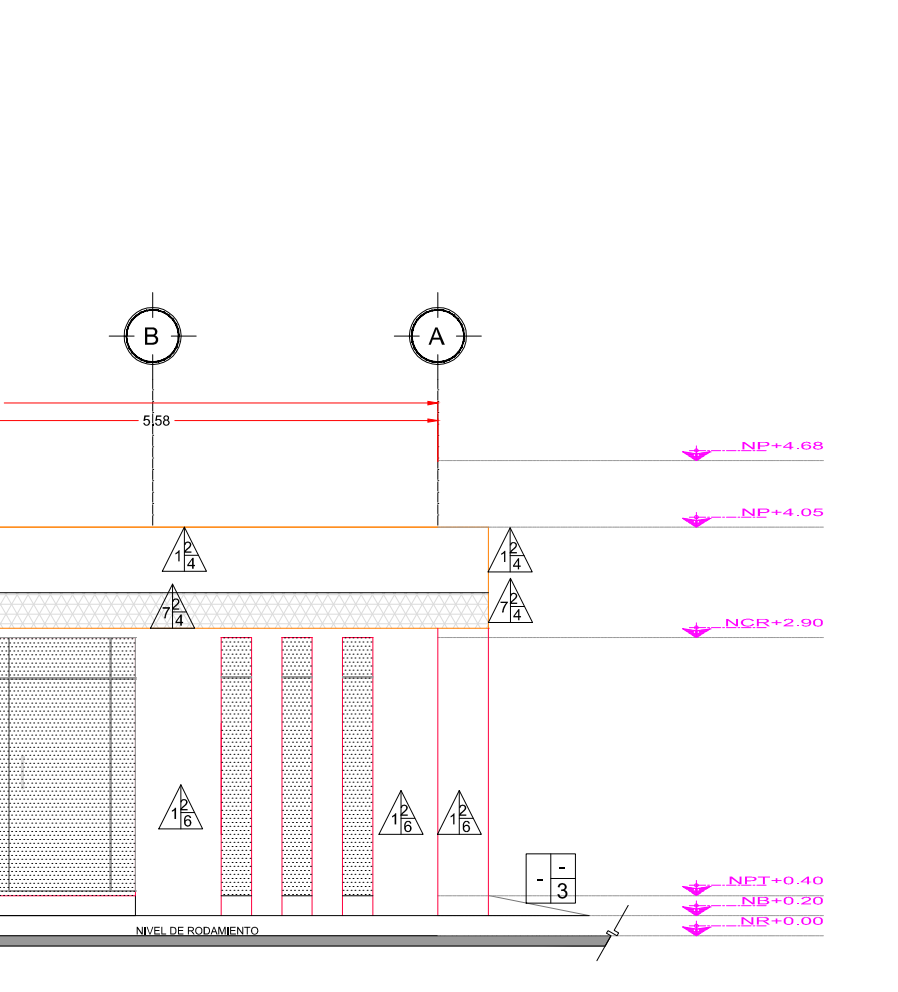 B
A
5.58
NP+4.68
NP+4.05
1 2 4
1 2 4
7 2 4
7 2 4
NCR+2.90
1 2 6
1 2 6
1 2 6
- - 3
NPT+0.40
NB+0.20
NR+0.00
NIVEL DE RODAMIENTO